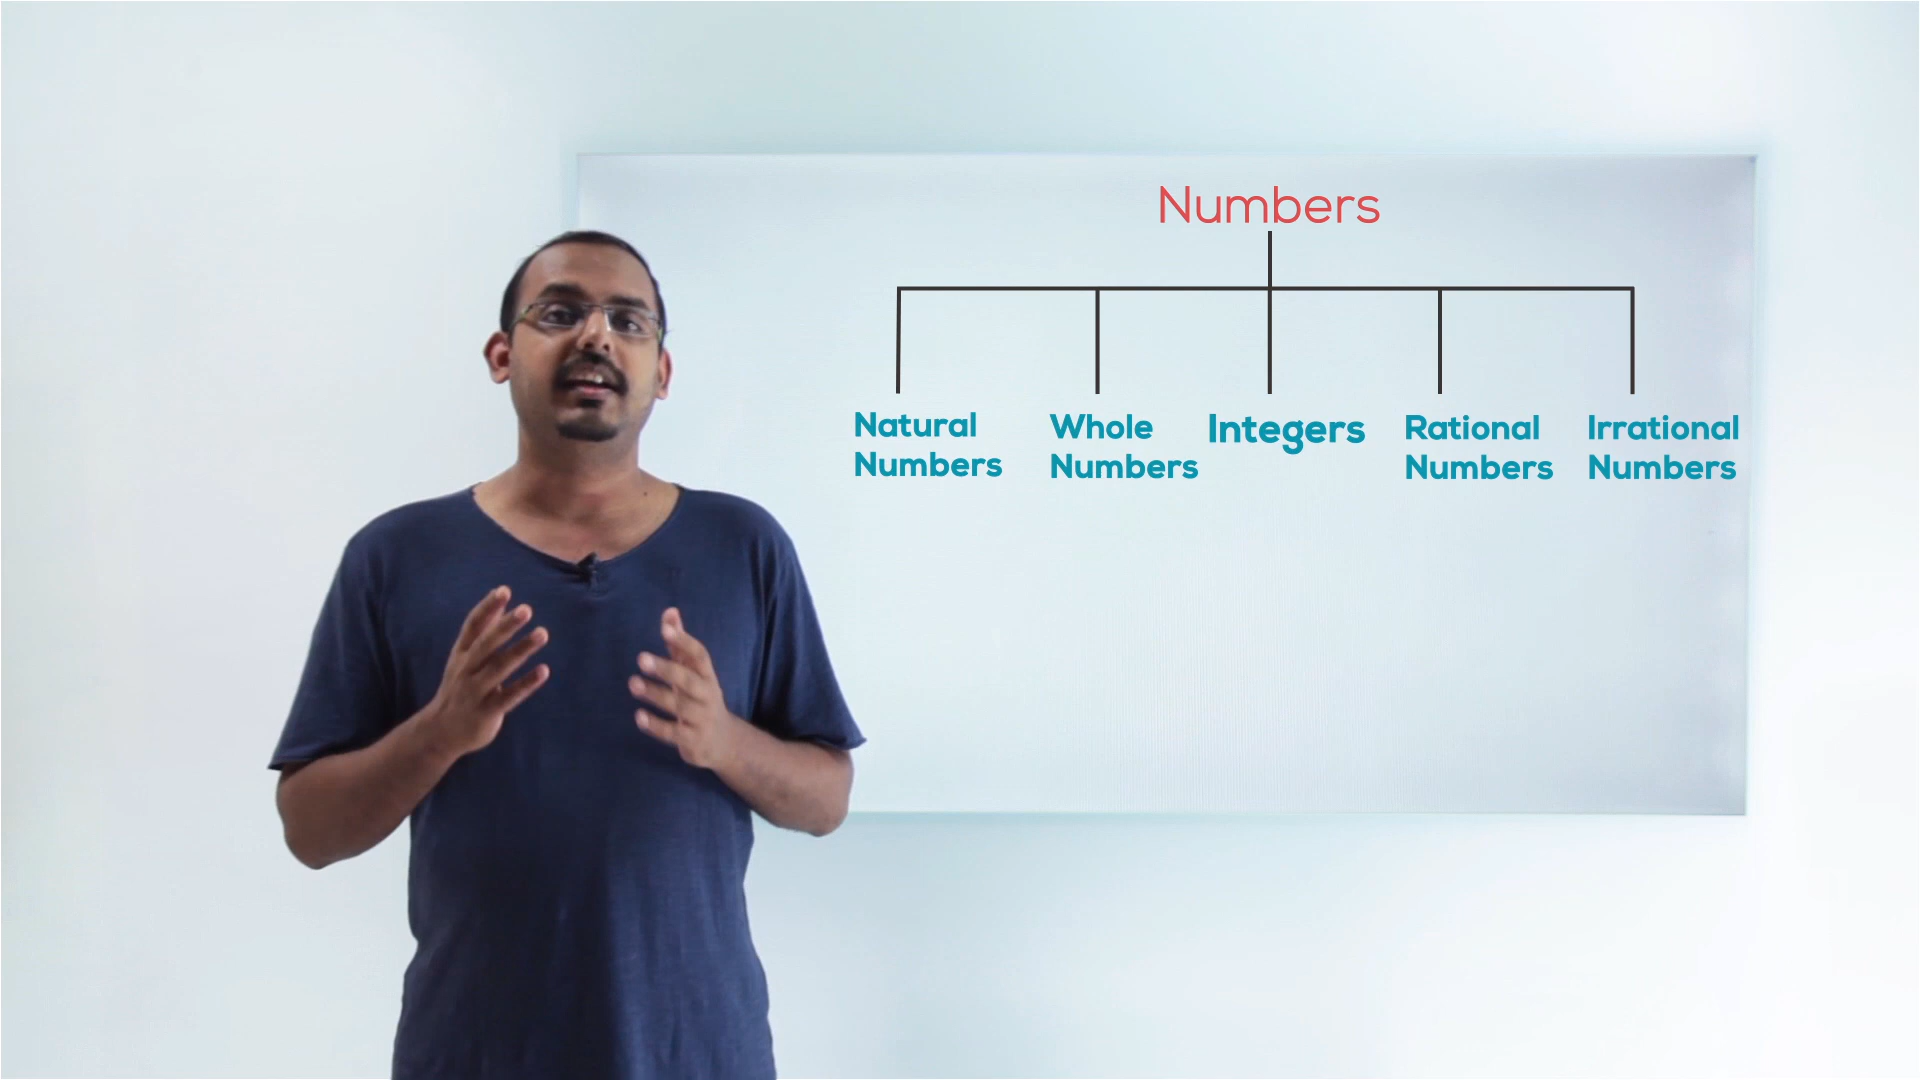 Numbers
Natural
Numbers
Whole
Numbers
Integers
Rational
Numbers
Irrational
Numbers